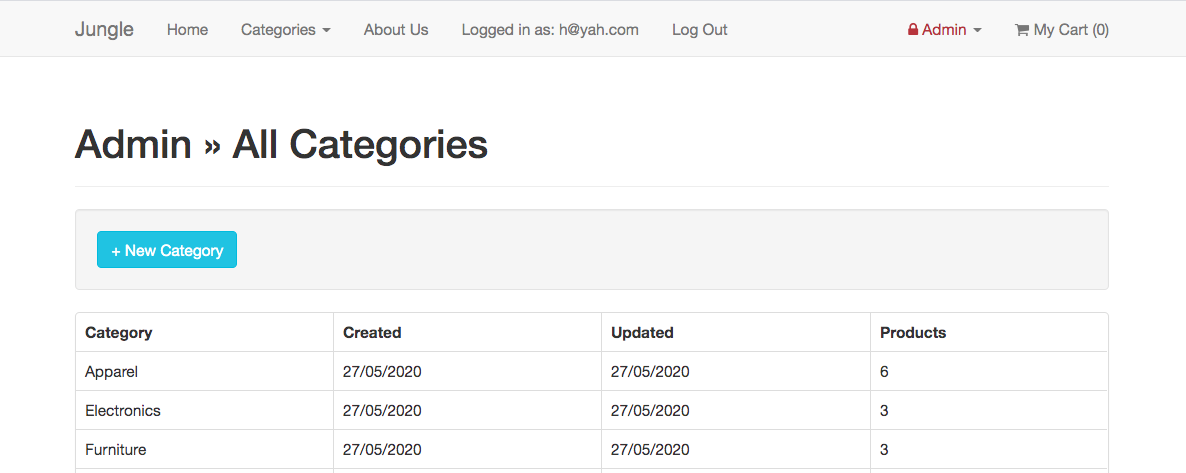 Jungle Home Categories About Us Logged in as: h@yah.com Log Out Admin My Cart (0)
Admin » All Categories
+ New Category
Category Created Updated Products
Apparel 27/05/2020 27/05/2020 6
Electronics 27/05/2020 27/05/2020 3
Furniture 27/05/2020 27/05/2020 3